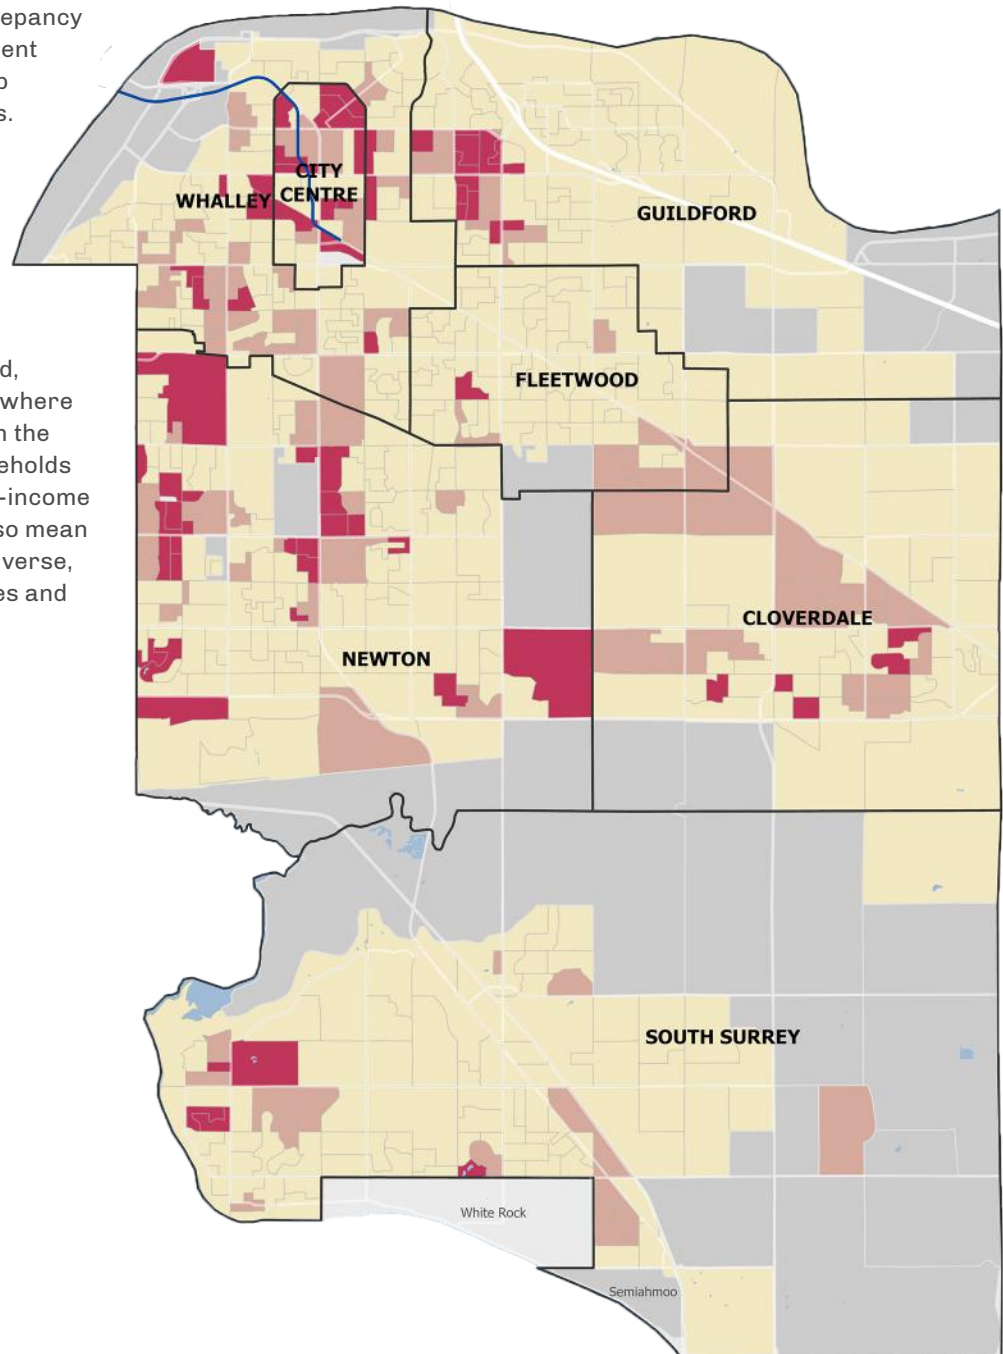 epancy
ent
s.
d,
where
n the
eholds
-income
so mean
verse,
es and
CITY
CENTRE
WHALLEY
GUILDFORD
FLEETWOOD
CLOVERDALE
NEWTON
SOUTH SURREY
White Rock
Semiahmoo